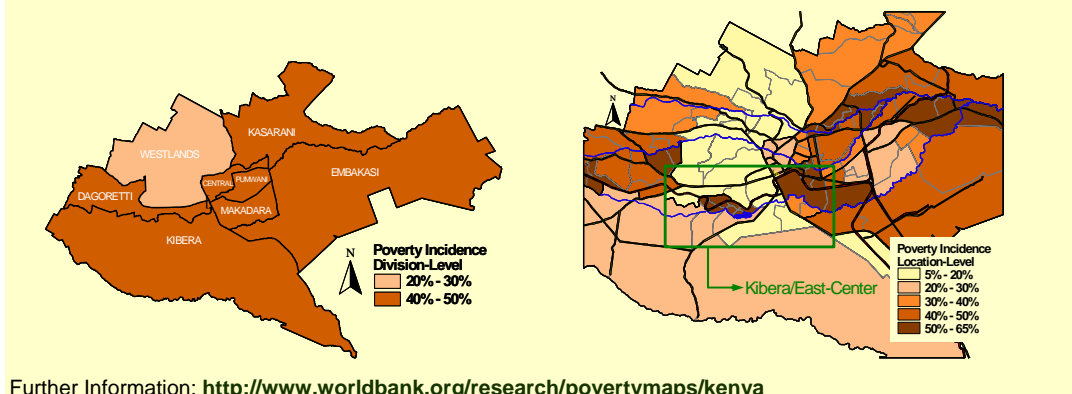 KASARANI
WESTLANDS
EMBAKASI
CENTRAL
PUMWANI
DAGORETTI
MAKADARA
KIBERA
N
Poverty Incidence
Division-Level
20% - 30%
40% - 50%
N
Kibera/East-Center
Poverty Incidence
Location-Level
5% - 20%
20% - 30%
30% - 40%
40% - 50%
50% - 65%
Further Information: http://www.worldbank.org/research/povertymaps/kenya